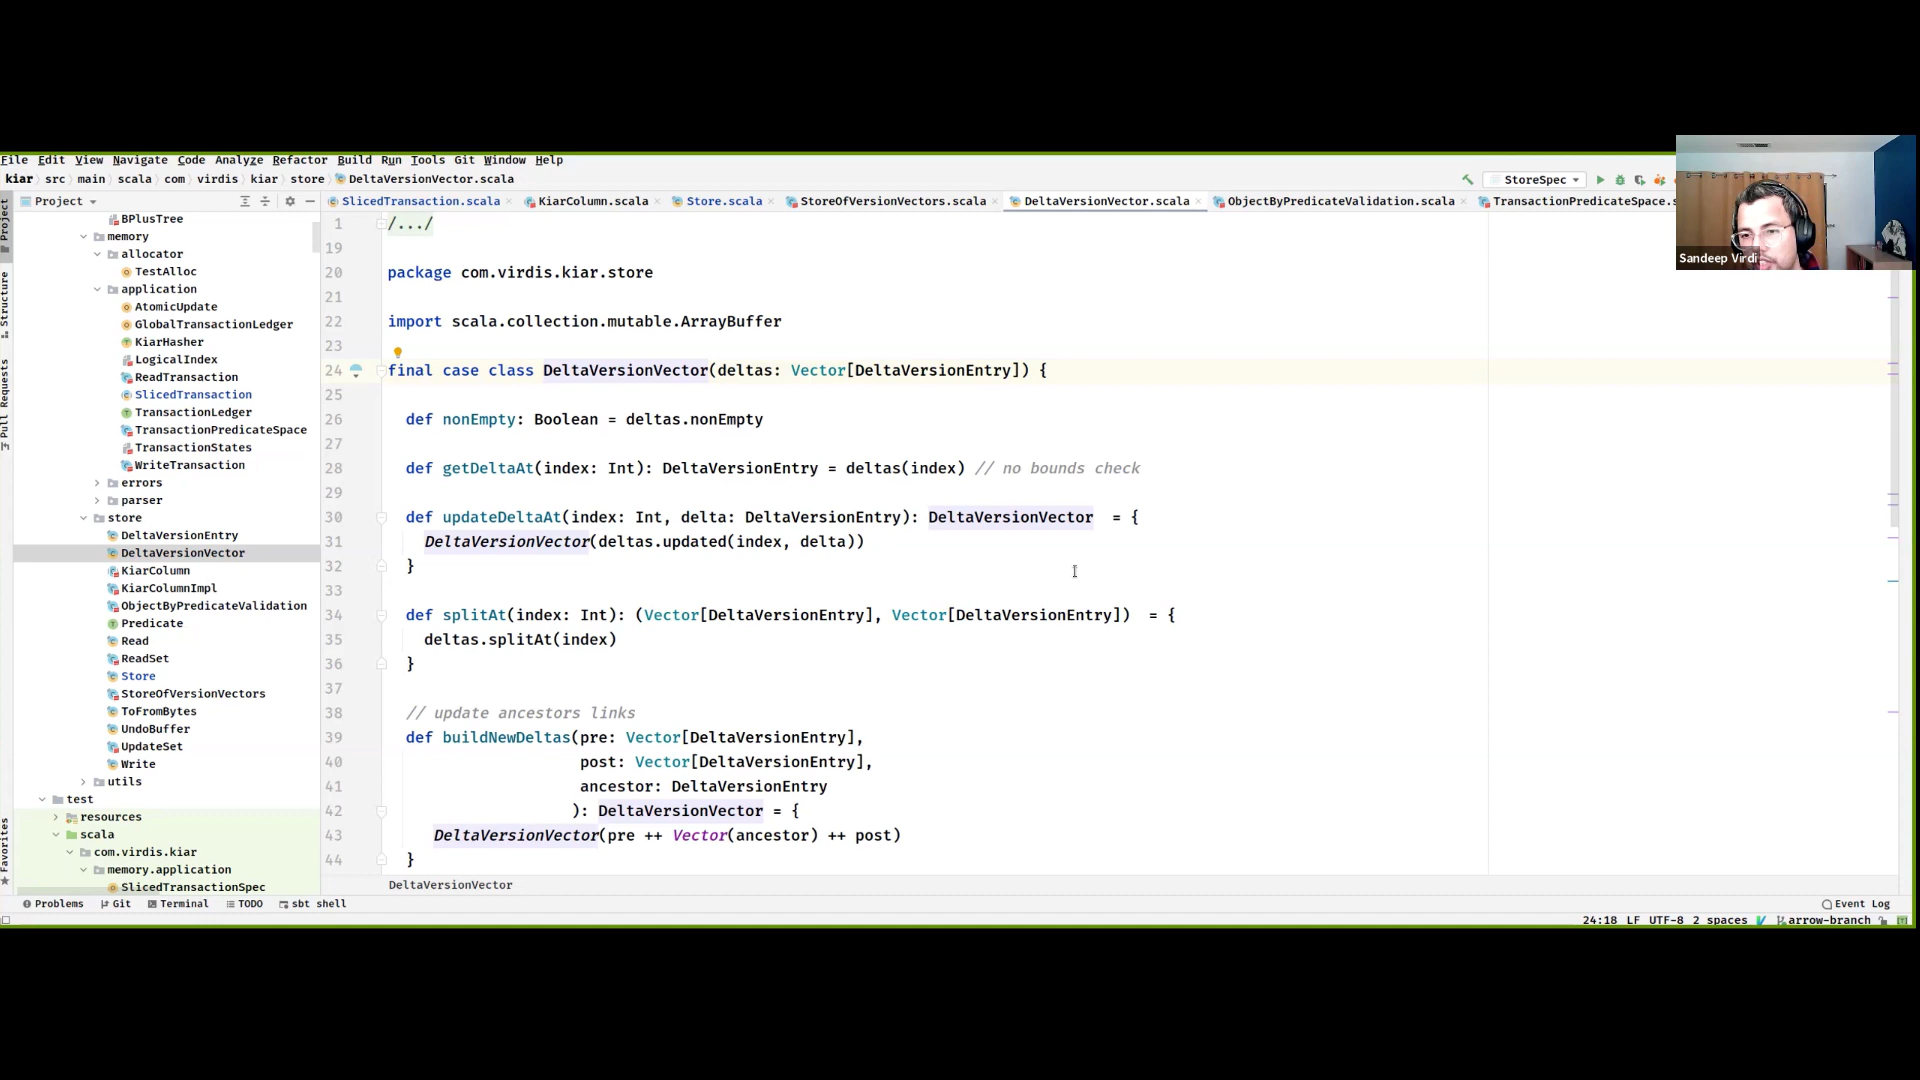 File Edit View Navigate Code Analyze Refactor Build Run Tools Git Window Help
kiar src main scala com virdis kiar store DeltaVersionVector.scala
StoreSpec
Sandeep Virdi
Project
SlicedTransaction.scala KiarColumn.scala Store.scala StoreOfVersionVectors.scala DeltaVersionVector.scala ObjectByPredicateValidation.scala TransactionPredicateSpace.s
Project
Structure
Pull Requests
Favorites
BPlusTree
memory
allocator
TestAlloc
application
AtomicUpdate
GlobalTransactionLedger
KiarHasher
LogicalIndex
ReadTransaction
SlicedTransaction
TransactionLedger
TransactionPredicateSpace
TransactionStates
WriteTransaction
errors
parser
store
DeltaVersionEntry
DeltaVersionVector
KiarColumn
KiarColumnImpl
ObjectByPredicateValidation
Predicate
Read
ReadSet
Store
StoreOfVersionVectors
ToFromBytes
UndoBuffer
UpdateSet
Write
utils
test
resources
scala
com.virdis.kiar
memory.application
SlicedTransactionSpec
1 /.../
19
20 package com.virdis.kiar.store
21
22 import scala.collection.mutable.ArrayBuffer
23
24 final case class DeltaVersionVector(deltas: Vector[DeltaVersionEntry]) {
25
26 def nonEmpty: Boolean = deltas.nonEmpty
27
28 def getDeltaAt(index: Int): DeltaVersionEntry = deltas(index) // no bounds check
29
30 def updateDeltaAt(index: Int, delta: DeltaVersionEntry): DeltaVersionVector = {
31 DeltaVersionVector(deltas.updated(index, delta))
32 }
33
34 def splitAt(index: Int): (Vector[DeltaVersionEntry], Vector[DeltaVersionEntry]) = {
35 deltas.splitAt(index)
36 }
37
38 // update ancestors links
39 def buildNewDeltas(pre: Vector[DeltaVersionEntry],
40 post: Vector[DeltaVersionEntry],
41 ancestor: DeltaVersionEntry
42 ): DeltaVersionVector = {
43 DeltaVersionVector(pre ++ Vector(ancestor) ++ post)
44 }
DeltaVersionVector
Problems Git Terminal TODO sbt shell Event Log
24:18 LF UTF-8 2 spaces arrow-branch